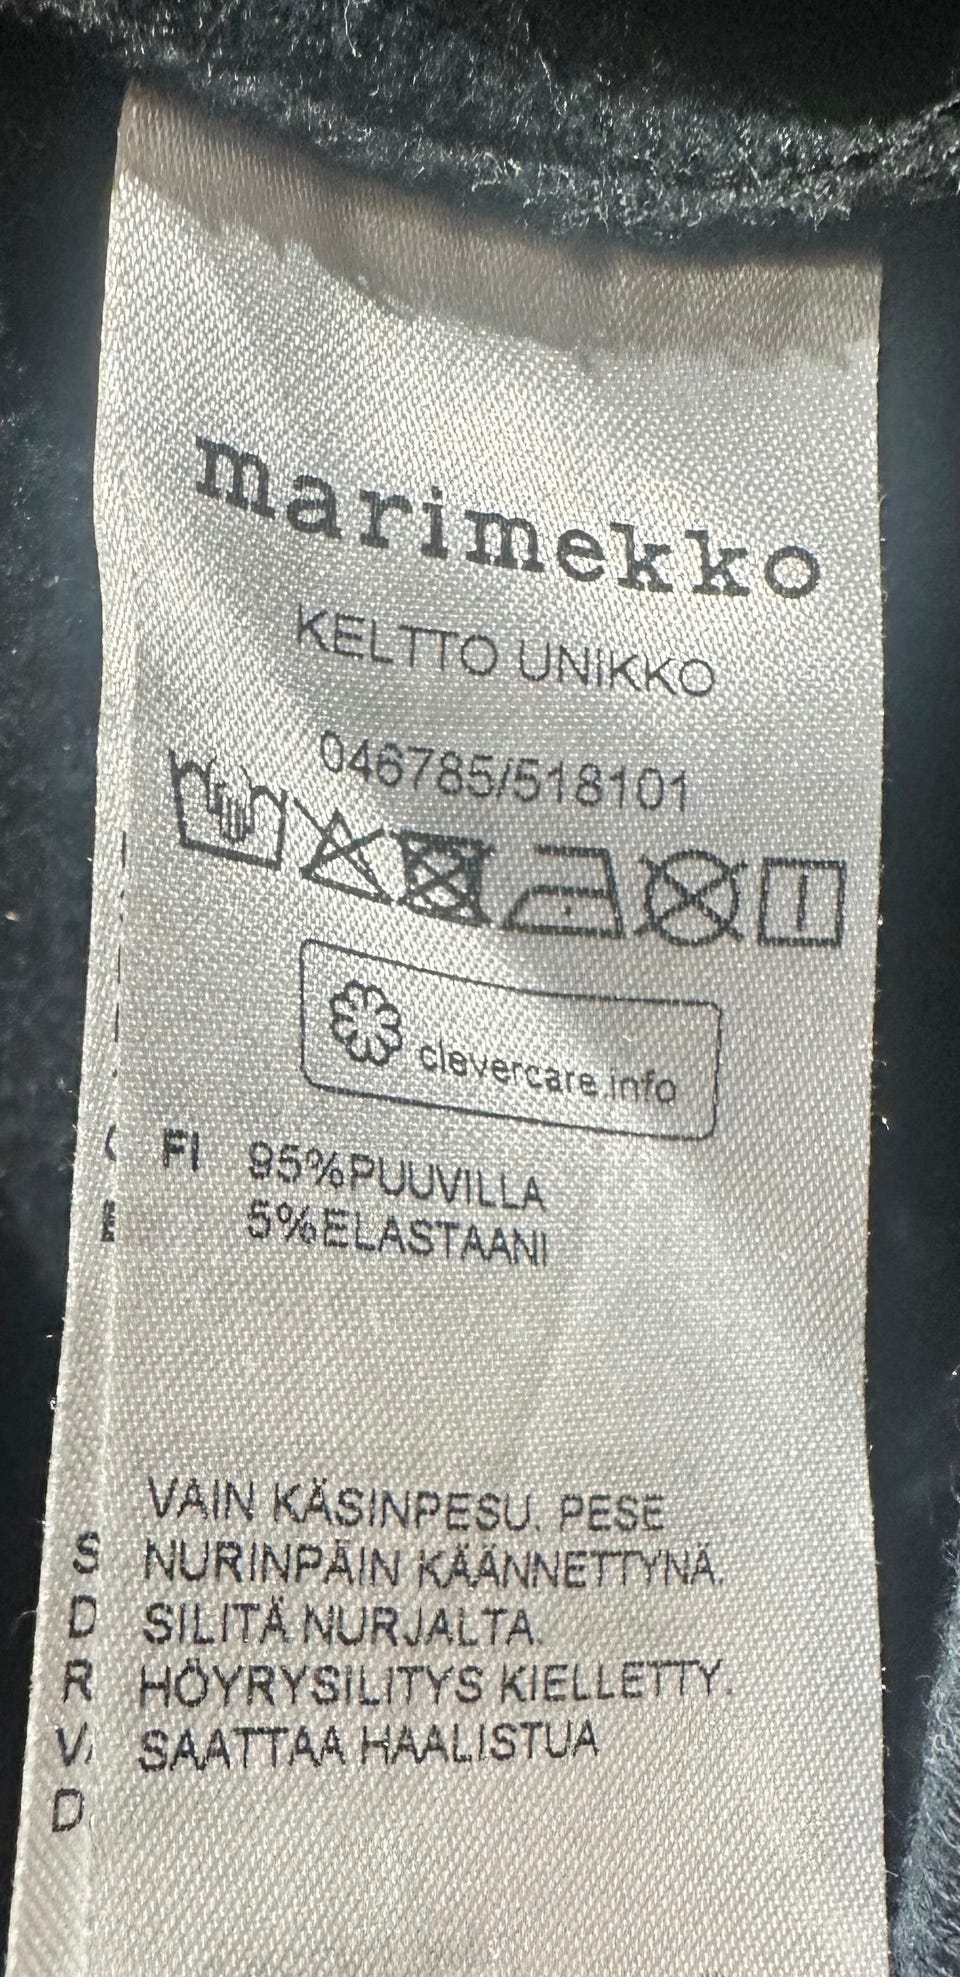 marimekko
KELTTO UNIKKO
046785/518101
clevercare.info
FI 95%PUUVILLA
5%ELASTAANI
VAIN KÄSINPESU. PESE
NURINPÄIN KÄÄNNETTYNÄ.
SILITÄ NURJALTA.
HÖYRYSILITYS KIELLETTY.
SAATTAA HAALISTUA
S
D
R
V
D